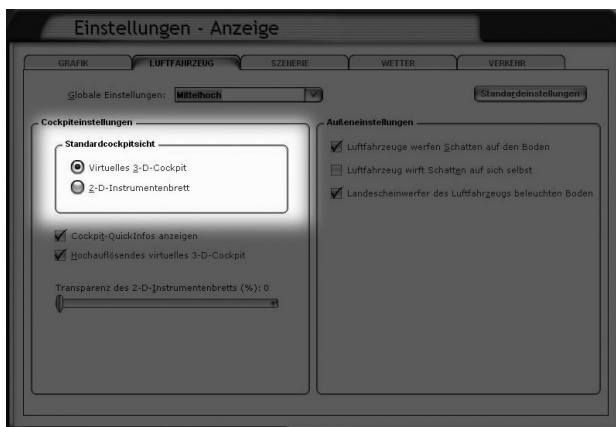 Einstellungen - Anzeige
GRAFIK LUFTFAHRZEUG SZENERIE WETTER VERKEHR
Globale Einstellungen: Mittelhoch Standardeinstellungen
Cockpiteinstellungen
Standardcockpitsicht
Virtuelles 3-D-Cockpit
2-D-Instrumentenbrett
Cockpit-QuickInfos anzeigen
Hochauflösendes virtuelles 3-D-Cockpit
Transparenz des 2-D-Instrumentenbretts (%): 0
Außeneinstellungen
Luftfahrzeuge werfen Schatten auf den Boden
Luftfahrzeug wirft Schatten auf sich selbst
Landescheinwerfer des Luftfahrzeugs beleuchten Boden